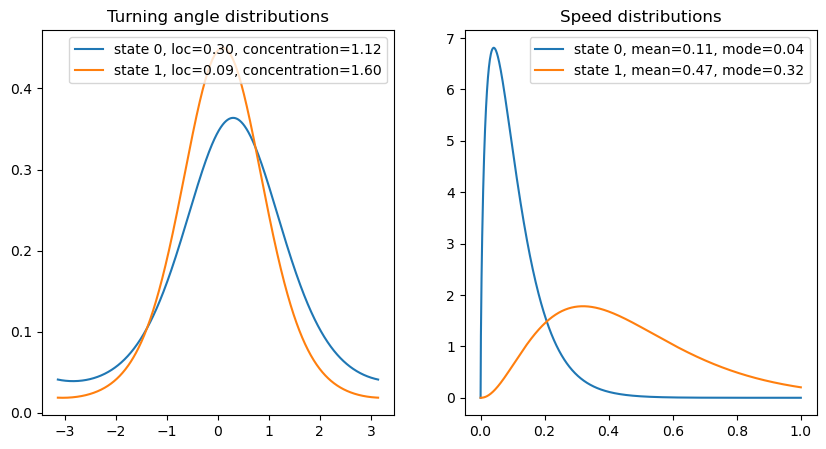 Turning angle distributions
state 0, loc=0.30, concentration=1.12
state 1, loc=0.09, concentration=1.60
0.4
0.3
0.2
0.1
0.0
−3 −2 −1 0 1 2 3
Speed distributions
state 0, mean=0.11, mode=0.04
state 1, mean=0.47, mode=0.32
7
6
5
4
3
2
1
0
0.0 0.2 0.4 0.6 0.8 1.0